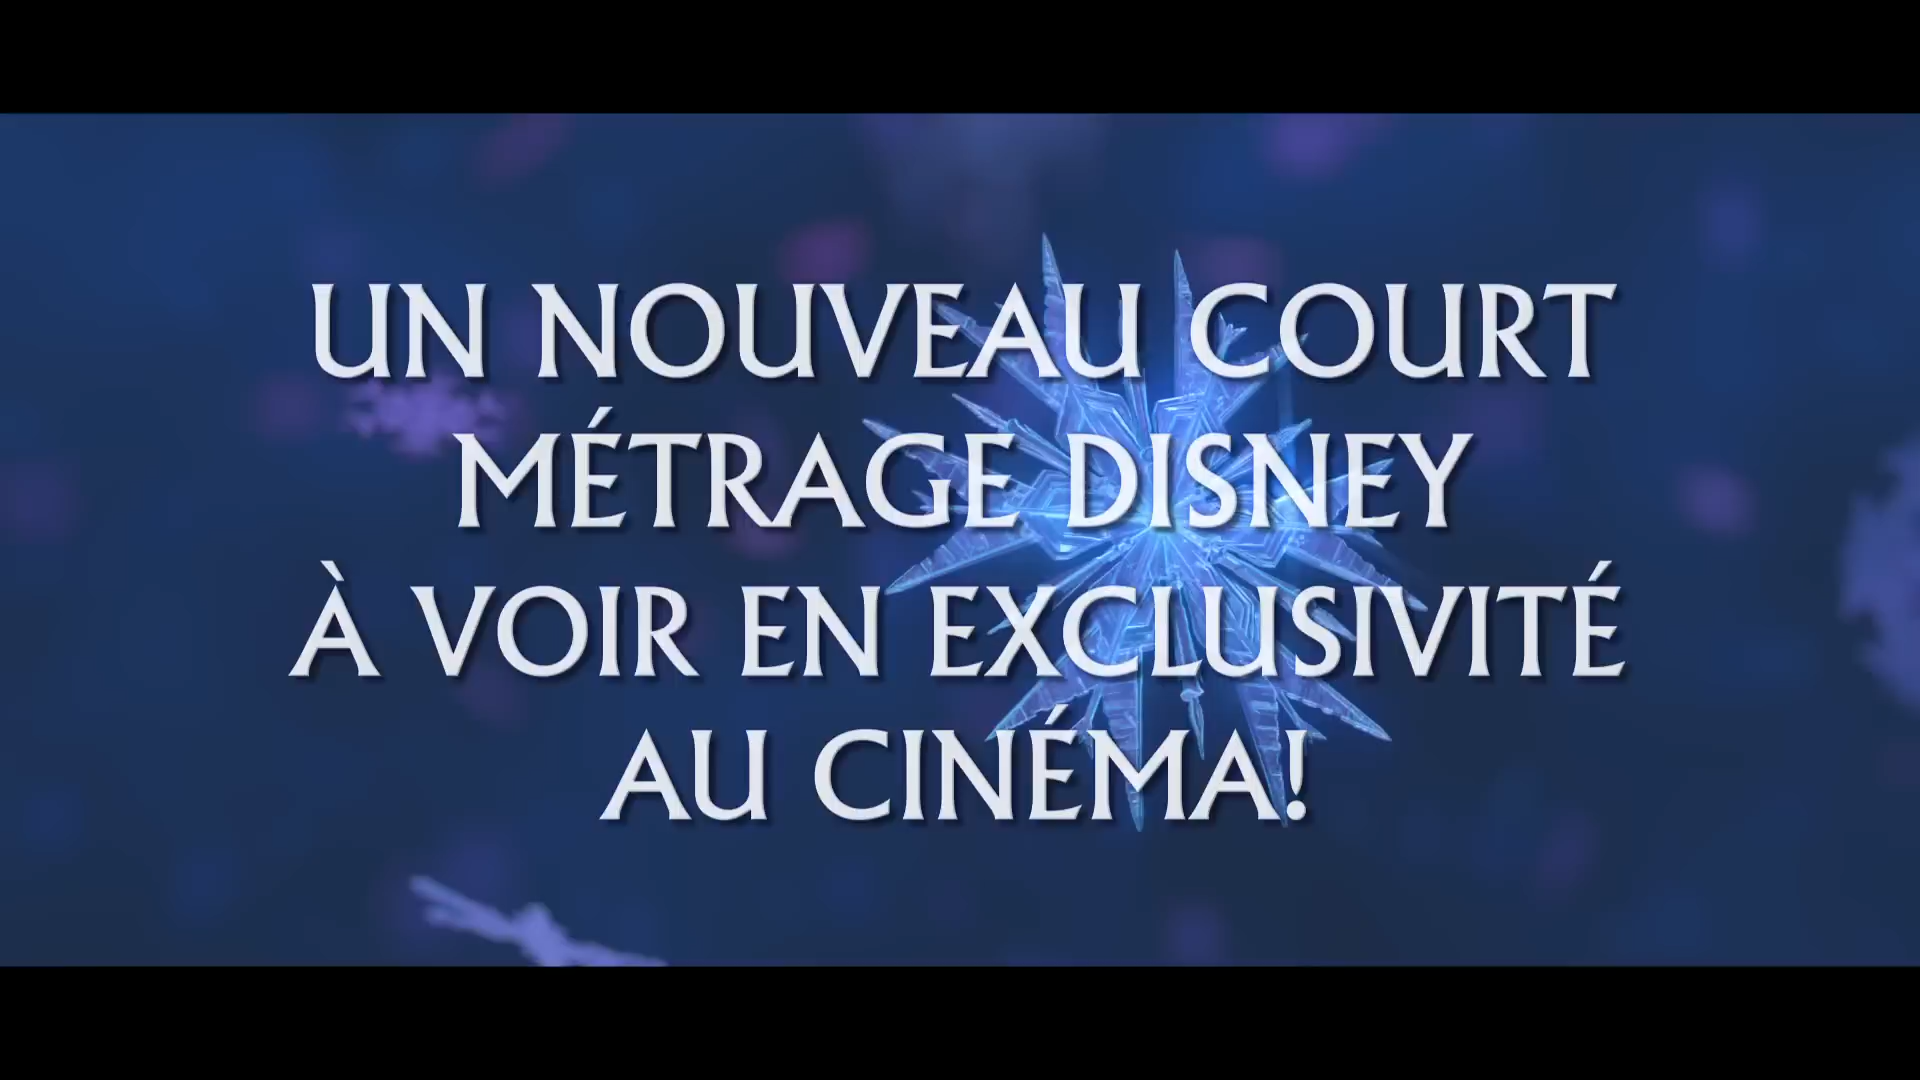 UN NOUVEAU COURT
MÉTRAGE DISNEY
À VOIR EN EXCLUSIVITÉ
AU CINÉMA!